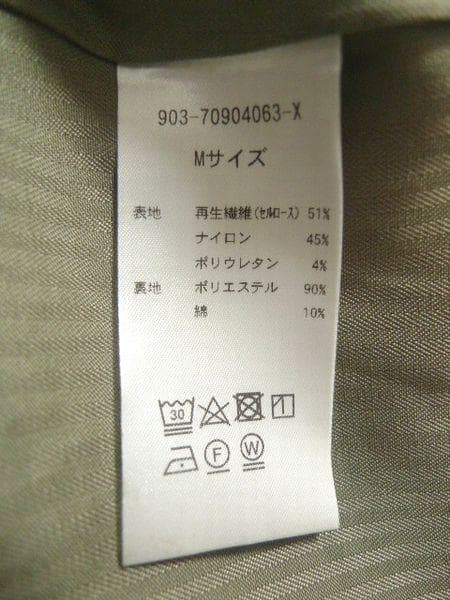 903-70904063-X
Mサイズ
表地 再生繊維(ｾﾙﾛｰｽ) 51%
ナイロン 45%
ポリウレタン 4%
裏地 ポリエステル 90%
綿 10%
30
F W